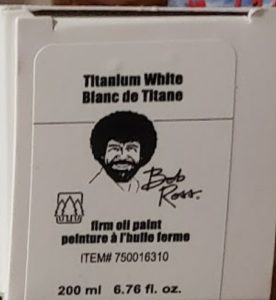 Titanium White
Blanc de Titane
Bob
Ross.
firm oil paint
peinture à l'huile ferme
ITEM# 750016310
200 ml 6.76 fl. oz.